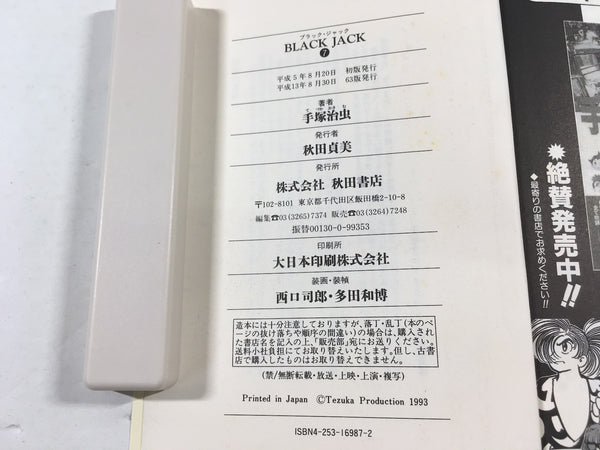 ブラック・ジャック
BLACK JACK
7
平成5年8月20日 初版発行
平成13年8月30日 63版発行
著者
てづかおさむ
手塚治虫
発行者
秋田貞美
発行所
株式会社 秋田書店
〒102-8101 東京都千代田区飯田橋2-10-8
編集☎03(3265)7374 販売☎03(3264)7248
振替00130-0-99353
印刷所
大日本印刷株式会社
装画・装幀
西口司郎・多田和博
造本には十分注意しておりますが、落丁・乱丁(本のペ
ージの抜け落ちや順序の間違い)の場合は、購入され
た書店名を記入の上、「販売部」宛にお送りください。
送料小社負担にてお取り替えいたします。但し、古書
店で購入したものはお取り替えできません。
(禁/無断転載・放送・上映・上演・複写)
Printed in Japan ©Tezuka Production 1993
ISBN4-253-16987-2
絶賛発売中!!
◆最寄りの書店でお求めください!!